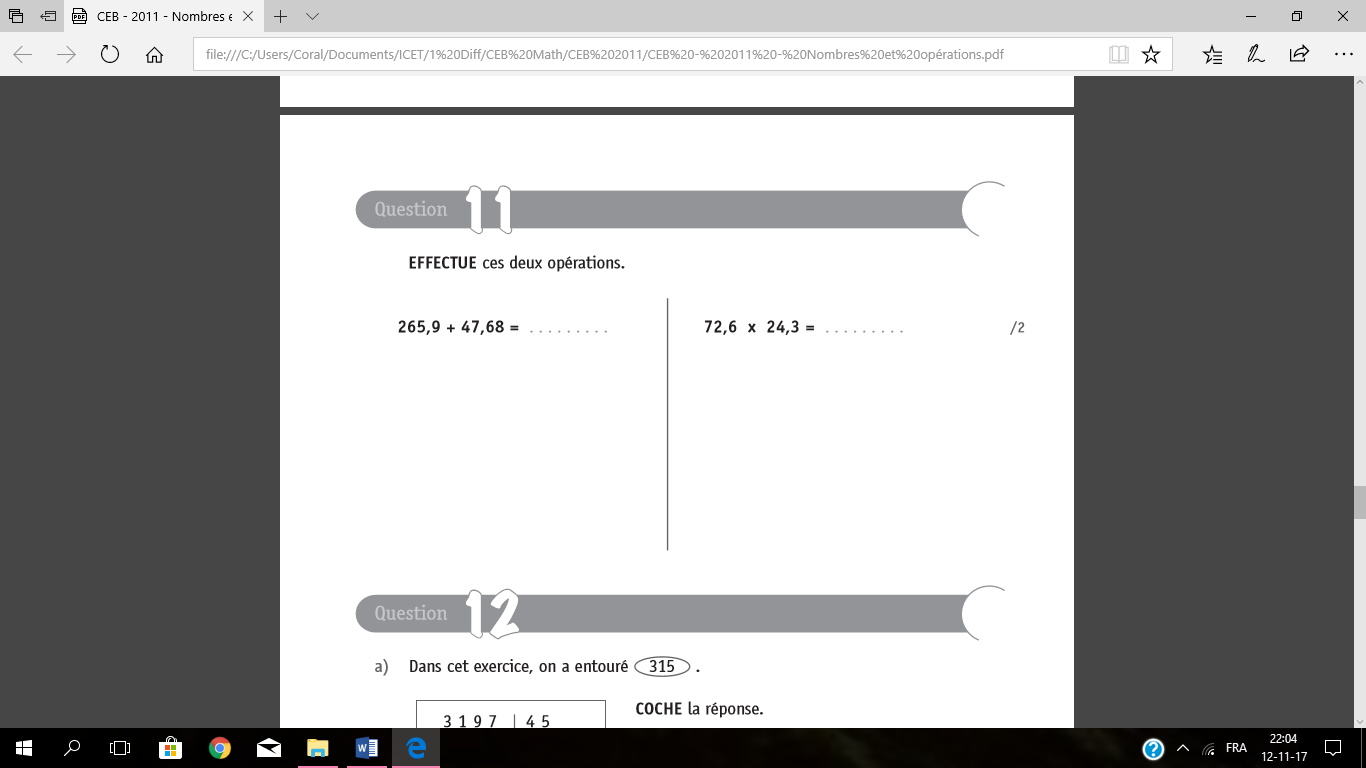 CEB - 2011 - Nombres e
file:///C:/Users/Coral/Documents/ICET/1%20Diff/CEB%20Math/CEB%202011/CEB%20-%202011%20-%20Nombres%20et%20opérations.pdf
Question 11
EFFECTUE ces deux opérations.
265,9 + 47,68 = . . . . . . . . .
72,6 x 24,3 = . . . . . . . . .
/2
Question 12
a) Dans cet exercice, on a entouré 315 .
COCHE la réponse.
3 1 9 7 | 4 5
FRA
22:04
12-11-17